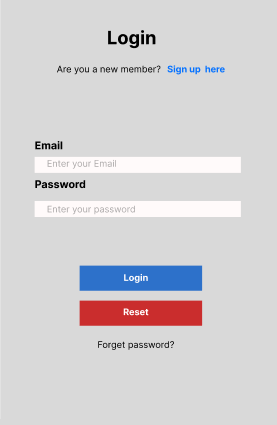 Login
Are you a new member? Sign up here
Email
Enter your Email
Password
Enter your password
Login
Reset
Forget password?